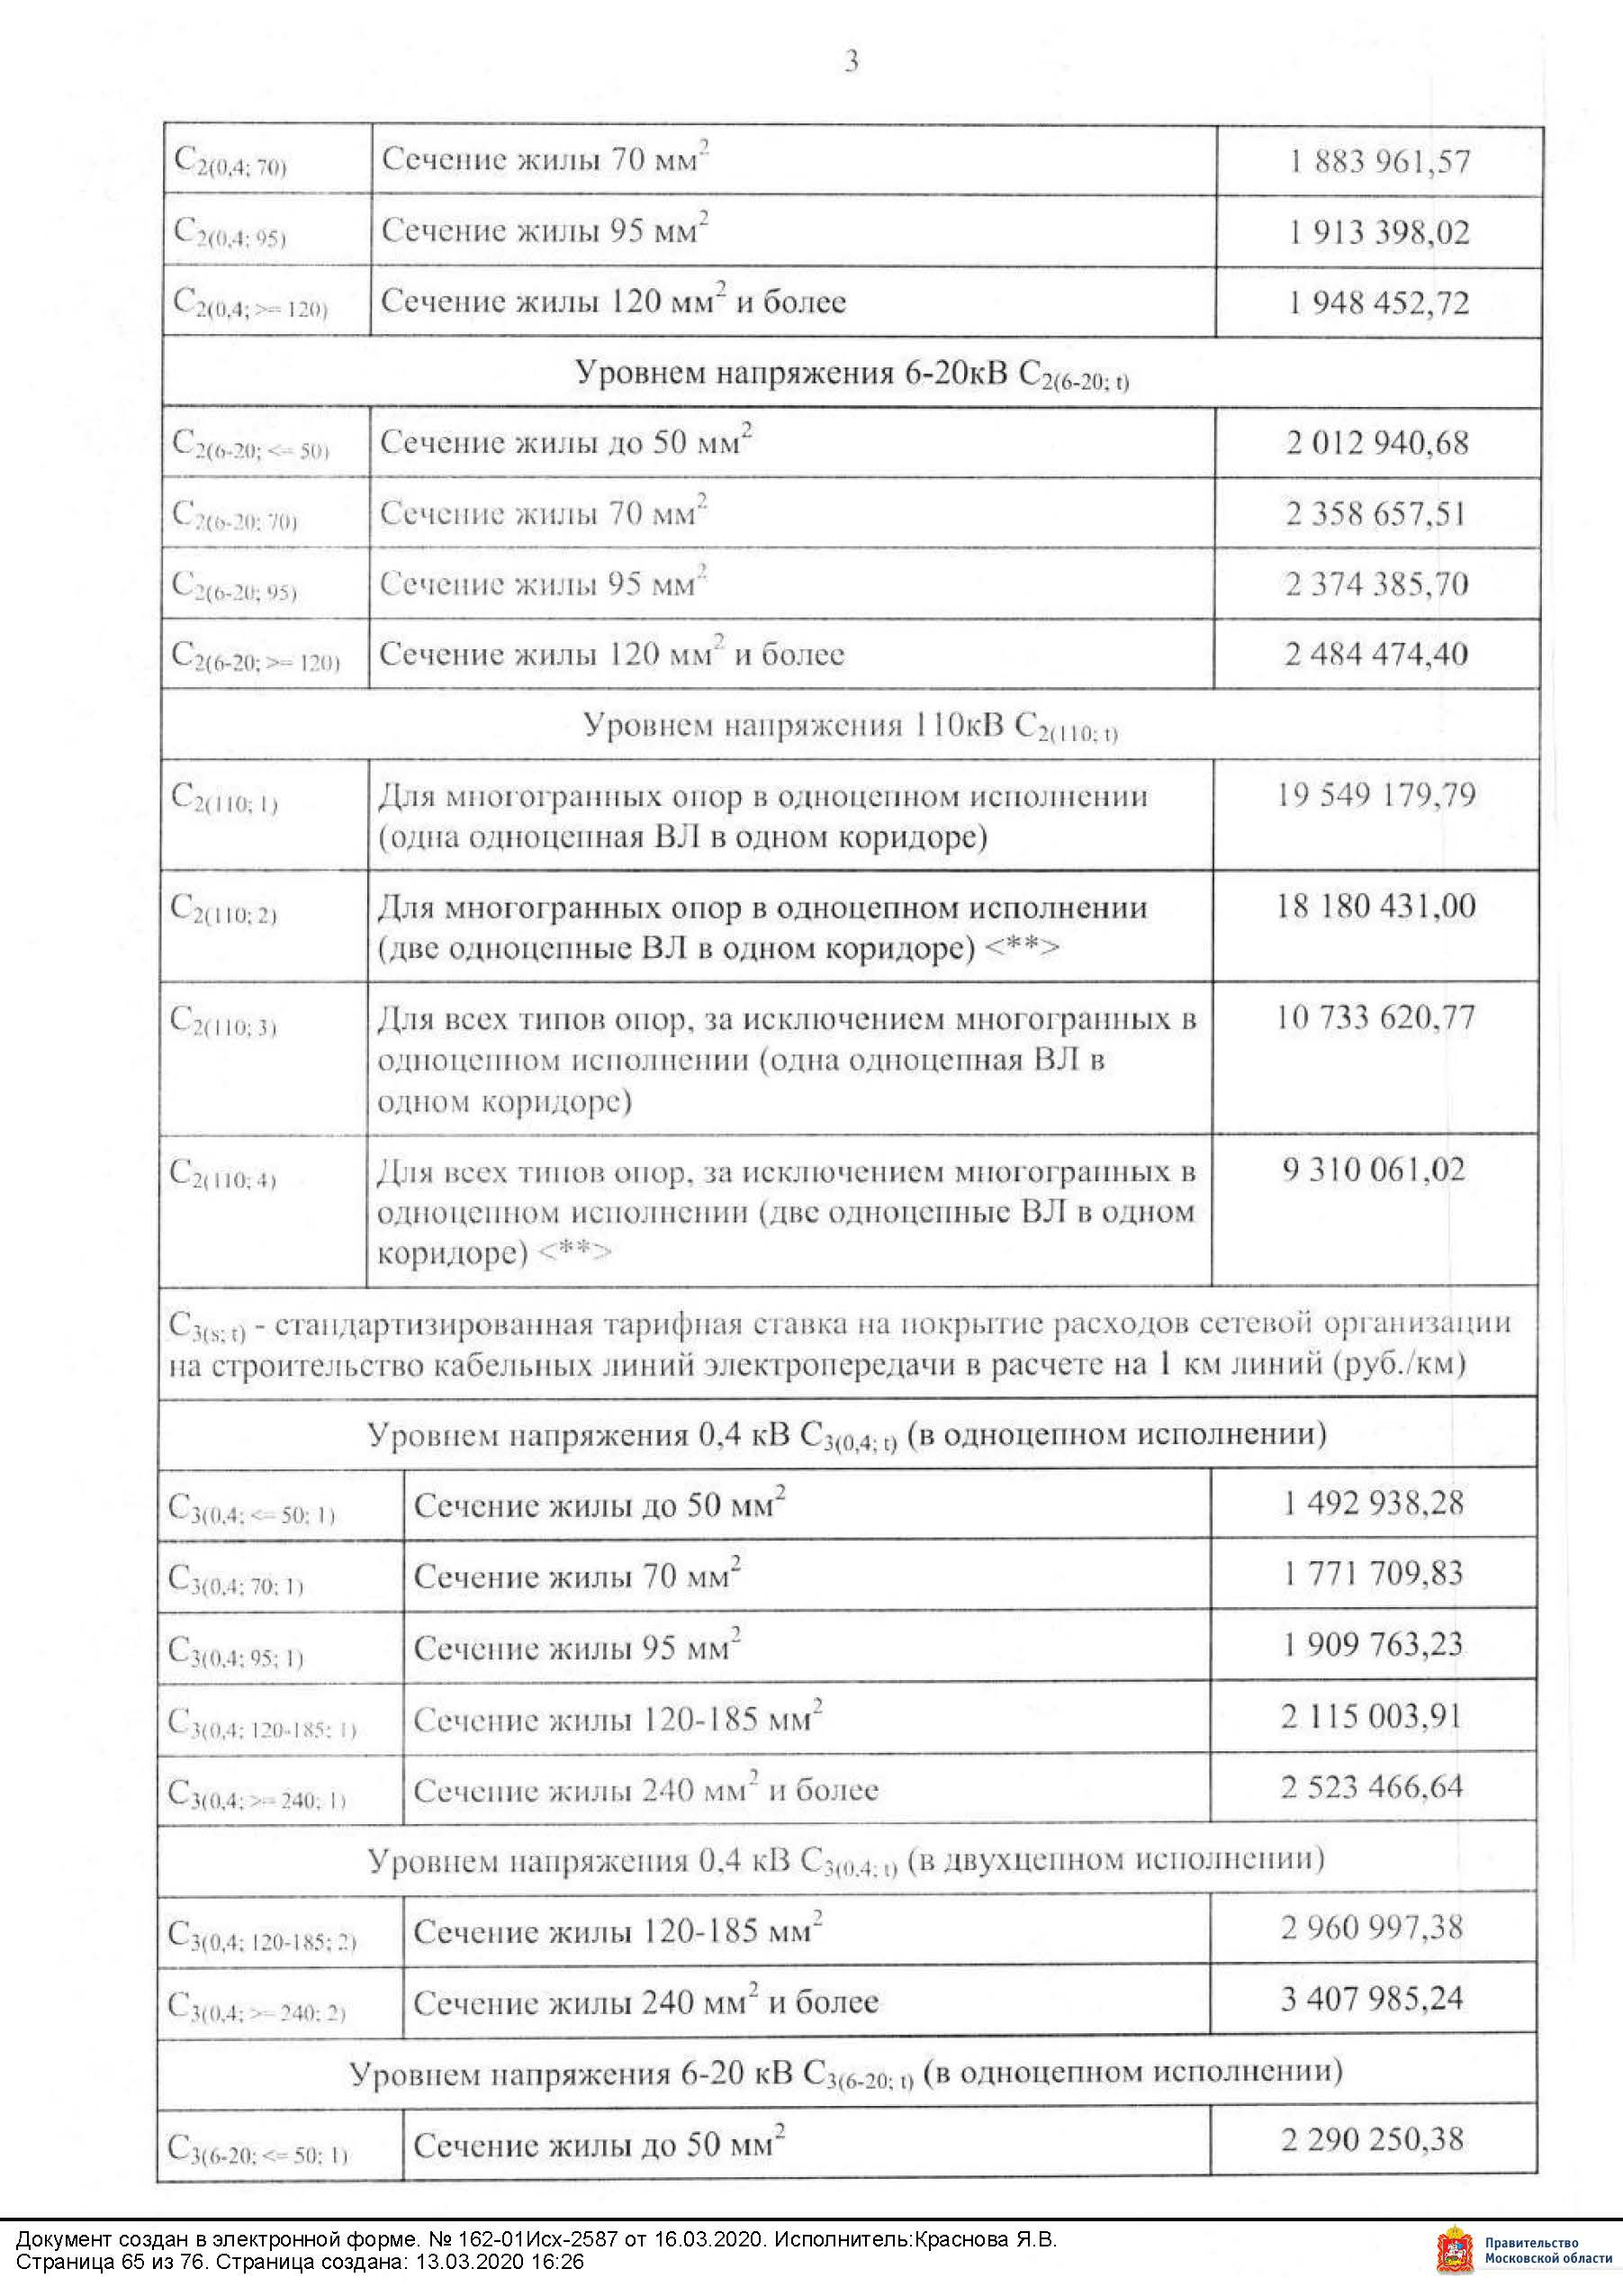 3
C2(0,4; 70) Сечение жилы 70 мм2 1 883 961,57
C2(0,4; 95) Сечение жилы 95 мм2 1 913 398,02
C2(0,4; >= 120) Сечение жилы 120 мм2 и более 1 948 452,72
Уровнем напряжения 6-20кВ C2(6-20; t)
C2(6-20; <= 50) Сечение жилы до 50 мм2 2 012 940,68
C2(6-20; 70) Сечение жилы 70 мм2 2 358 657,51
C2(6-20; 95) Сечение жилы 95 мм2 2 374 385,70
C2(6-20; >= 120) Сечение жилы 120 мм2 и более 2 484 474,40
Уровнем напряжения 110кВ C2(110; t)
C2(110; 1) Для многогранных опор в одноцепном исполнении 19 549 179,79
(одна одноцепная ВЛ в одном коридоре)
C2(110; 2) Для многогранных опор в одноцепном исполнении 18 180 431,00
(две одноцепные ВЛ в одном коридоре) <**>
C2(110; 3) Для всех типов опор, за исключением многогранных в 10 733 620,77
одноцепном исполнении (одна одноцепная ВЛ в
одном коридоре)
C2(110; 4) Для всех типов опор, за исключением многогранных в 9 310 061,02
одноцепном исполнении (две одноцепные ВЛ в одном
коридоре) <**>
C3(s; t) - стандартизированная тарифная ставка на покрытие расходов сетевой организации
на строительство кабельных линий электропередачи в расчете на 1 км линий (руб./км)
Уровнем напряжения 0,4 кВ C3(0,4; t) (в одноцепном исполнении)
C3(0,4; <= 50; 1) Сечение жилы до 50 мм2 1 492 938,28
C3(0,4; 70; 1) Сечение жилы 70 мм2 1 771 709,83
C3(0,4; 95; 1) Сечение жилы 95 мм2 1 909 763,23
C3(0,4; 120-185; 1) Сечение жилы 120-185 мм2 2 115 003,91
C3(0,4; >= 240; 1) Сечение жилы 240 мм2 и более 2 523 466,64
Уровнем напряжения 0,4 кВ C3(0,4; t) (в двухцепном исполнении)
C3(0,4; 120-185; 2) Сечение жилы 120-185 мм2 2 960 997,38
C3(0,4; >= 240; 2) Сечение жилы 240 мм2 и более 3 407 985,24
Уровнем напряжения 6-20 кВ C3(6-20; t) (в одноцепном исполнении)
C3(6-20; <= 50; 1) Сечение жилы до 50 мм2 2 290 250,38
Документ создан в электронной форме. № 162-01Исх-2587 от 16.03.2020. Исполнитель:Краснова Я.В.
Страница 65 из 76. Страница создана: 13.03.2020 16:26
Правительство
Московской области